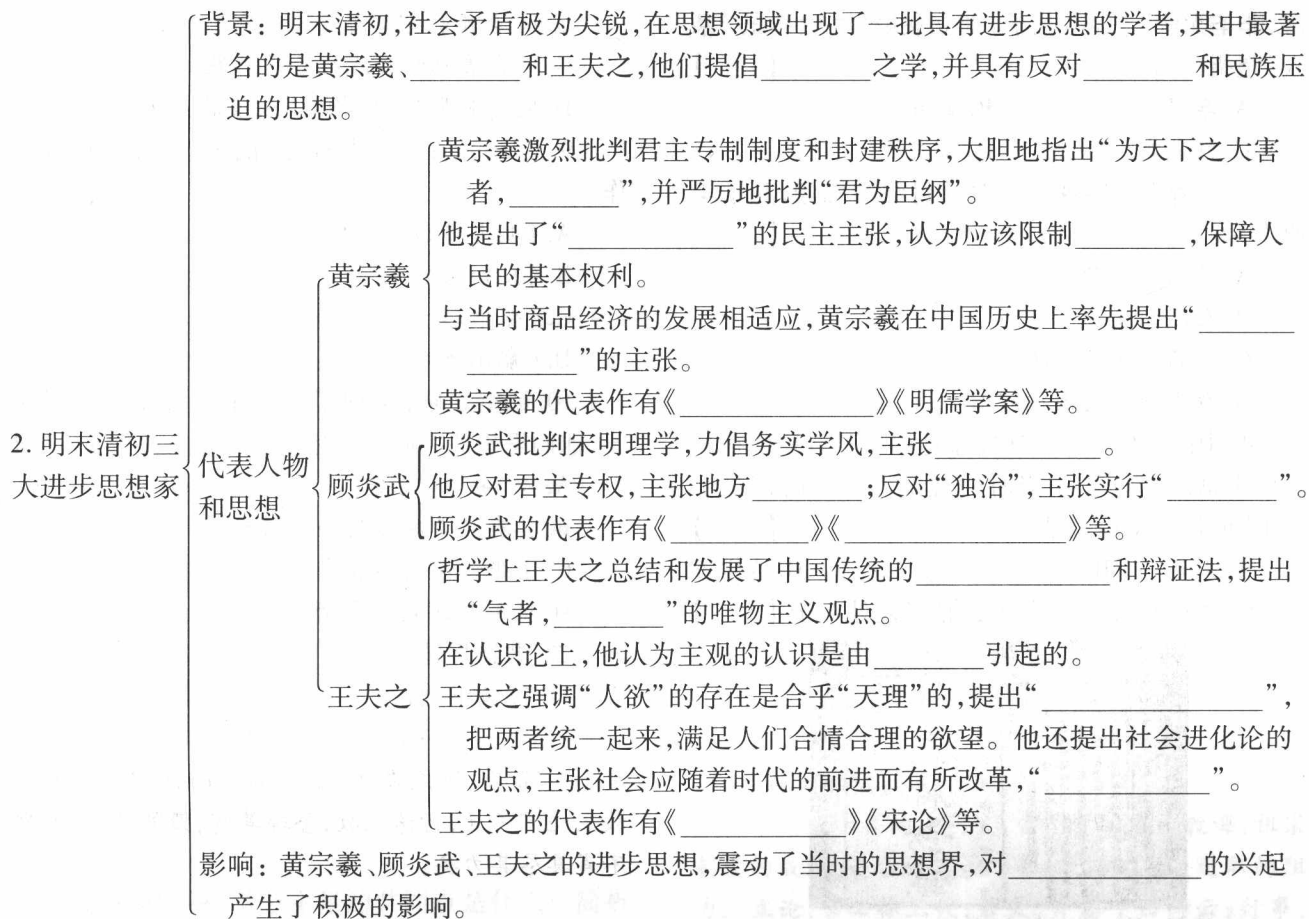 背景：明末清初,社会矛盾极为尖锐,在思想领域出现了一批具有进步思想的学者,其中最著
名的是黄宗羲、________和王夫之,他们提倡________之学,并具有反对________和民族压
迫的思想。
黄宗羲激烈批判君主专制制度和封建秩序,大胆地指出“为天下之大害
者,________”,并严厉地批判“君为臣纲”。
他提出了“____________”的民主主张,认为应该限制________,保障人
民的基本权利。
黄宗羲
与当时商品经济的发展相适应,黄宗羲在中国历史上率先提出“_______
________”的主张。
黄宗羲的代表作有《______________》《明儒学案》等。
2.明末清初三
大进步思想家
代表人物
和思想
顾炎武批判宋明理学,力倡务实学风,主张____________。
顾炎武
他反对君主专权,主张地方________;反对“独治”,主张实行“________”。
顾炎武的代表作有《__________》《________________》等。
哲学上王夫之总结和发展了中国传统的______________和辩证法,提出
“气者,________”的唯物主义观点。
在认识论上,他认为主观的认识是由________引起的。
王夫之
王夫之强调“人欲”的存在是合乎“天理”的,提出“________________”,
把两者统一起来,满足人们合情合理的欲望。他还提出社会进化论的
观点,主张社会应随着时代的前进而有所改革,“____________”。
王夫之的代表作有《____________》《宋论》等。
影响：黄宗羲、顾炎武、王夫之的进步思想,震动了当时的思想界,对______________的兴起
产生了积极的影响。